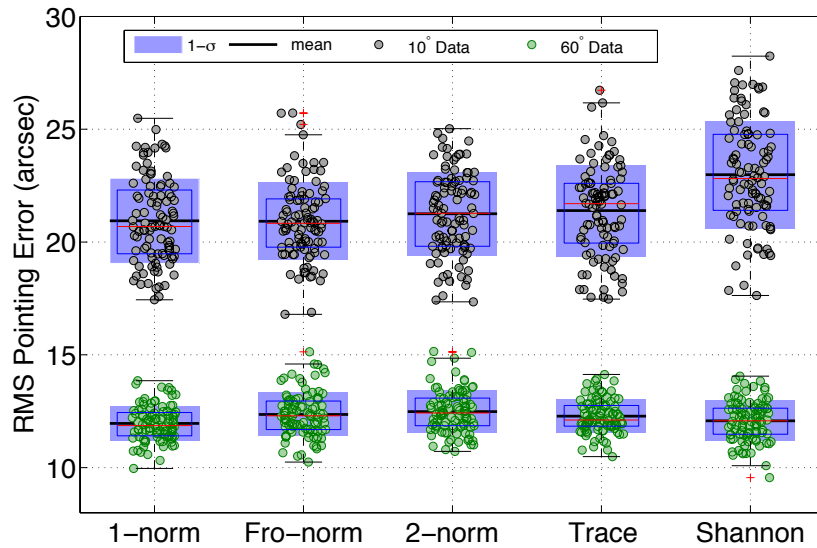 1−σ mean 10° Data 60° Data
RMS Pointing Error (arcsec)
30
25
20
15
10
1−norm Fro−norm 2−norm Trace Shannon